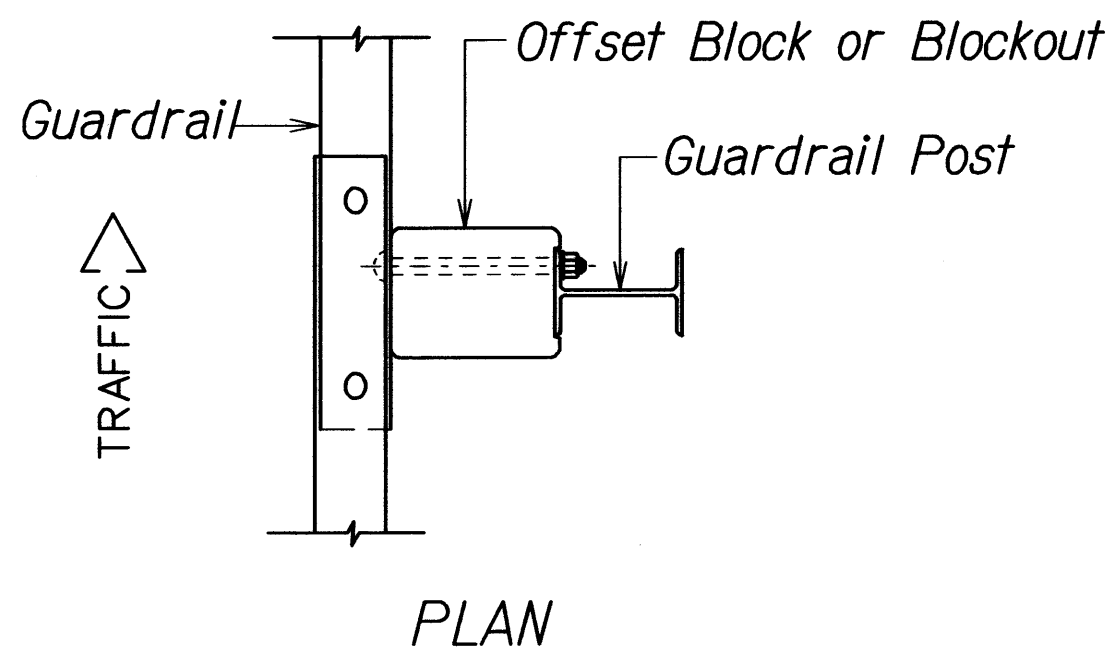 Offset Block or Blockout
Guardrail
Guardrail Post
TRAFFIC
PLAN